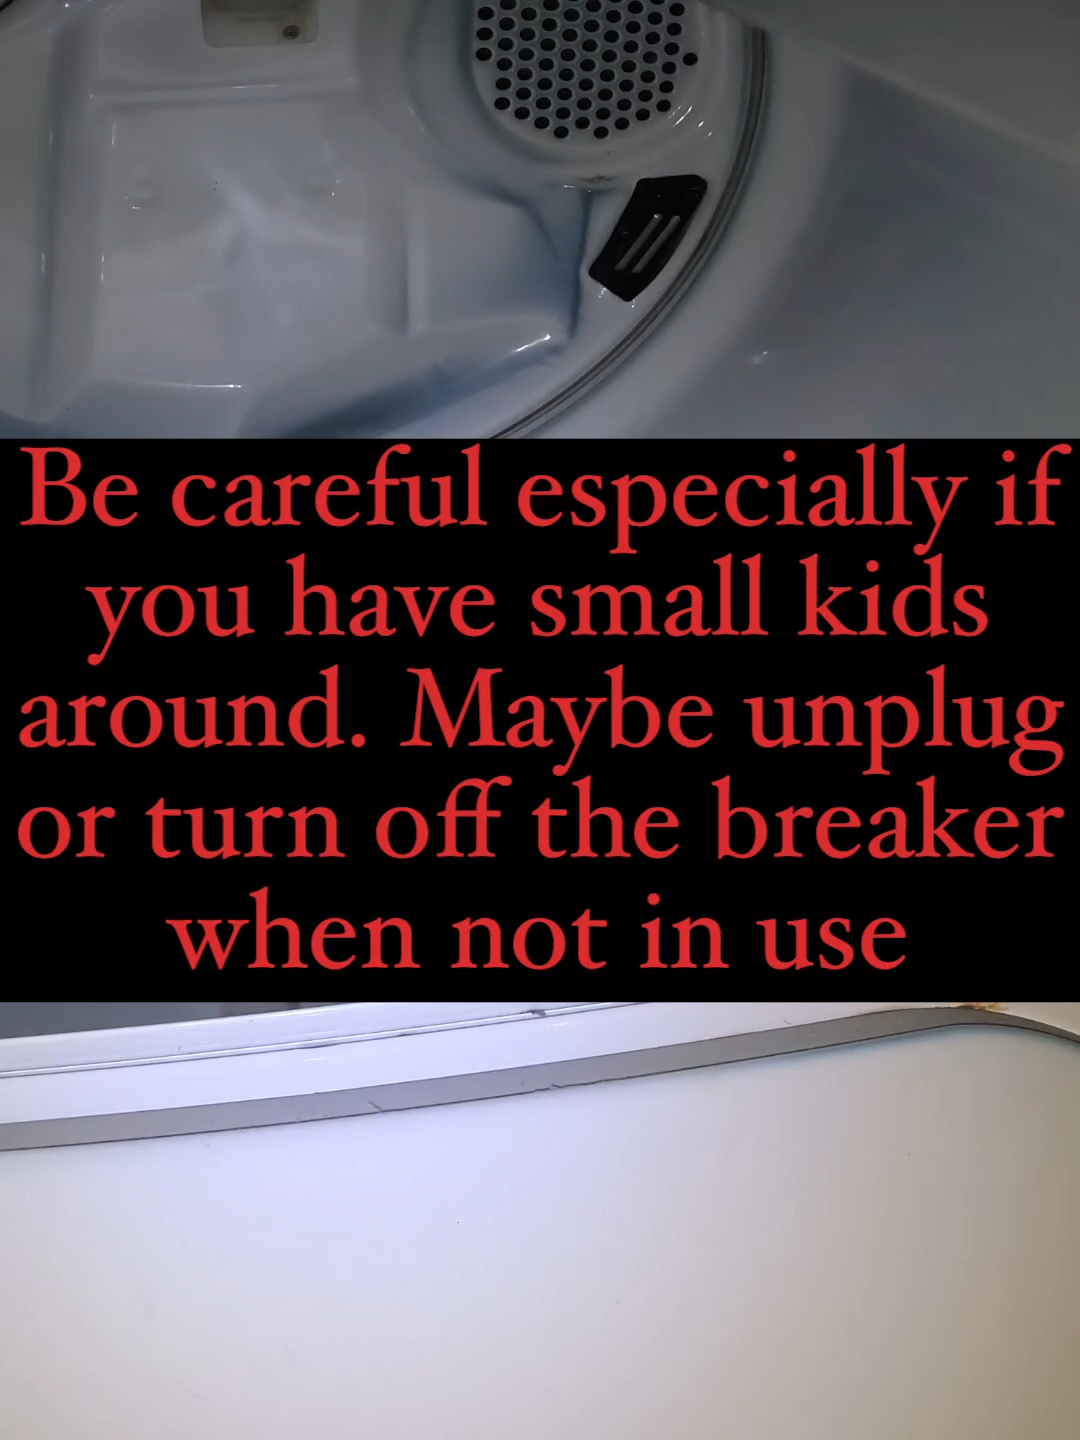 Be careful especially if
you have small kids
around. Maybe unplug
or turn off the breaker
when not in use